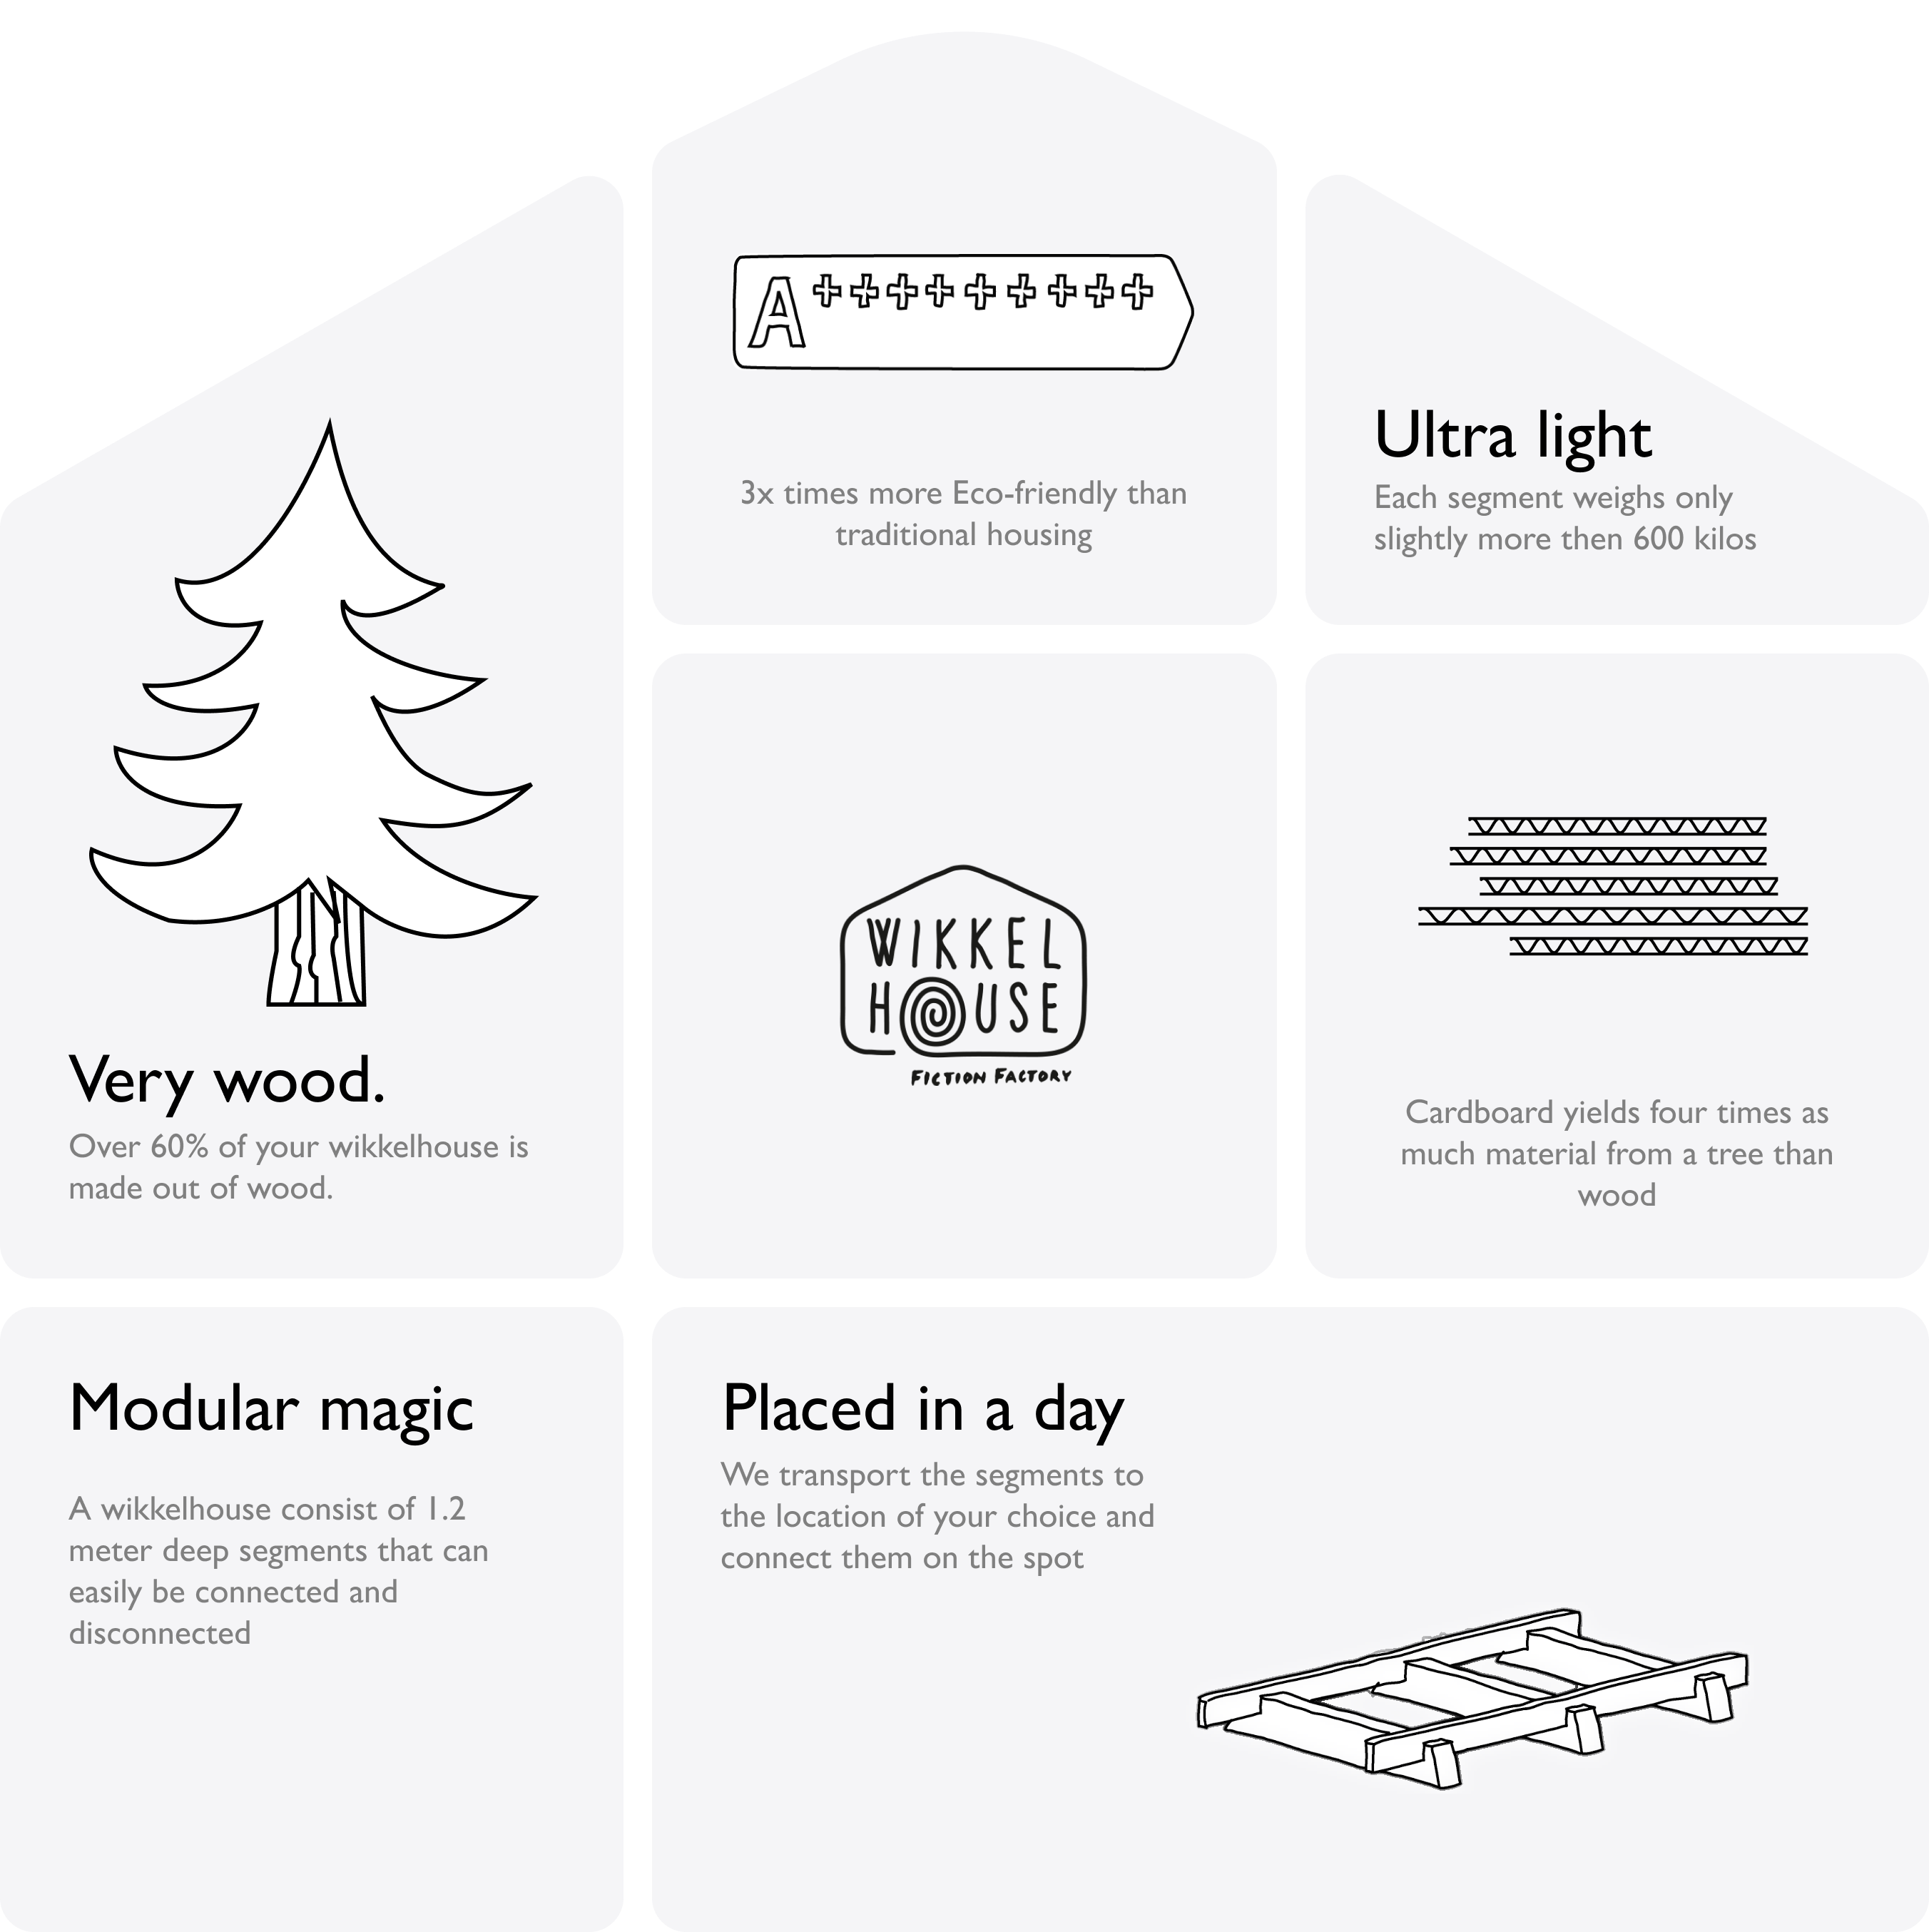 A+++++++++
3x times more Eco-friendly than
traditional housing
Ultra light
Each segment weighs only
slightly more then 600 kilos
Very wood.
Over 60% of your wikkelhouse is
made out of wood.
WIKKEL
HOUSE
FICTION FACTORY
Cardboard yields four times as
much material from a tree than
wood
Modular magic
A wikkelhouse consist of 1.2
meter deep segments that can
easily be connected and
disconnected
Placed in a day
We transport the segments to
the location of your choice and
connect them on the spot